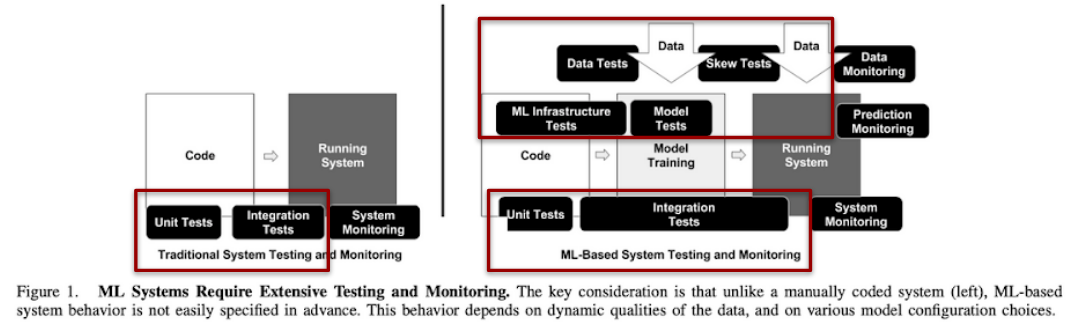 Code
Running
System
Unit Tests
Integration
Tests
System
Monitoring
Traditional System Testing and Monitoring
Data
Data
Data Tests
Skew Tests
Data
Monitoring
ML Infrastructure
Tests
Model
Tests
Prediction
Monitoring
Code
Model
Training
Running
System
Unit Tests
Integration
Tests
System
Monitoring
ML-Based System Testing and Monitoring
Figure 1. ML Systems Require Extensive Testing and Monitoring. The key consideration is that unlike a manually coded system (left), ML-based
system behavior is not easily specified in advance. This behavior depends on dynamic qualities of the data, and on various model configuration choices.